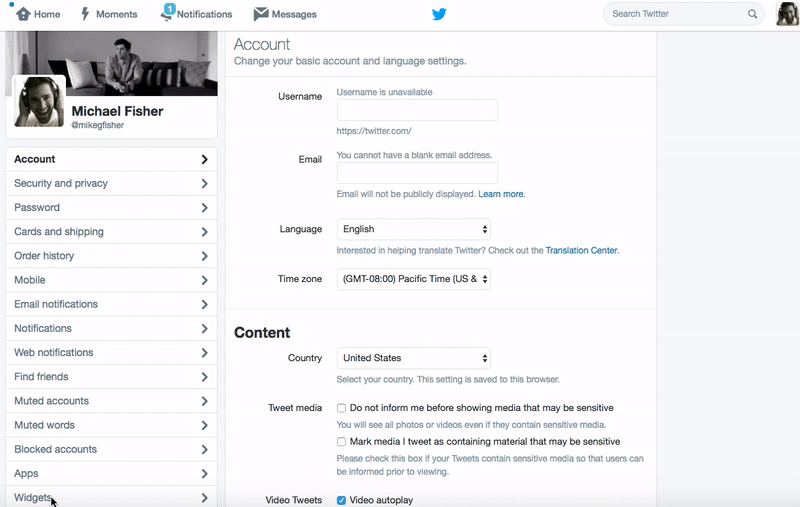 Home Moments 1 Notifications Messages Search Twitter
Michael Fisher
@mikegfisher
Account
Security and privacy
Password
Cards and shipping
Order history
Mobile
Email notifications
Notifications
Web notifications
Find friends
Muted accounts
Muted words
Blocked accounts
Apps
Widgets
Account
Change your basic account and language settings.
Username
Username is unavailable
https://twitter.com/
Email
You cannot have a blank email address.
Email will not be publicly displayed. Learn more.
Language English
Interested in helping translate Twitter? Check out the Translation Center.
Time zone (GMT-08:00) Pacific Time (US &
Content
Country United States
Select your country. This setting is saved to this browser.
Tweet media Do not inform me before showing media that may be sensitive
You will see all photos or videos even if they contain sensitive media.
Mark media I tweet as containing material that may be sensitive
Please check this box if your Tweets contain sensitive media so that users can
be informed prior to viewing.
Video Tweets Video autoplay